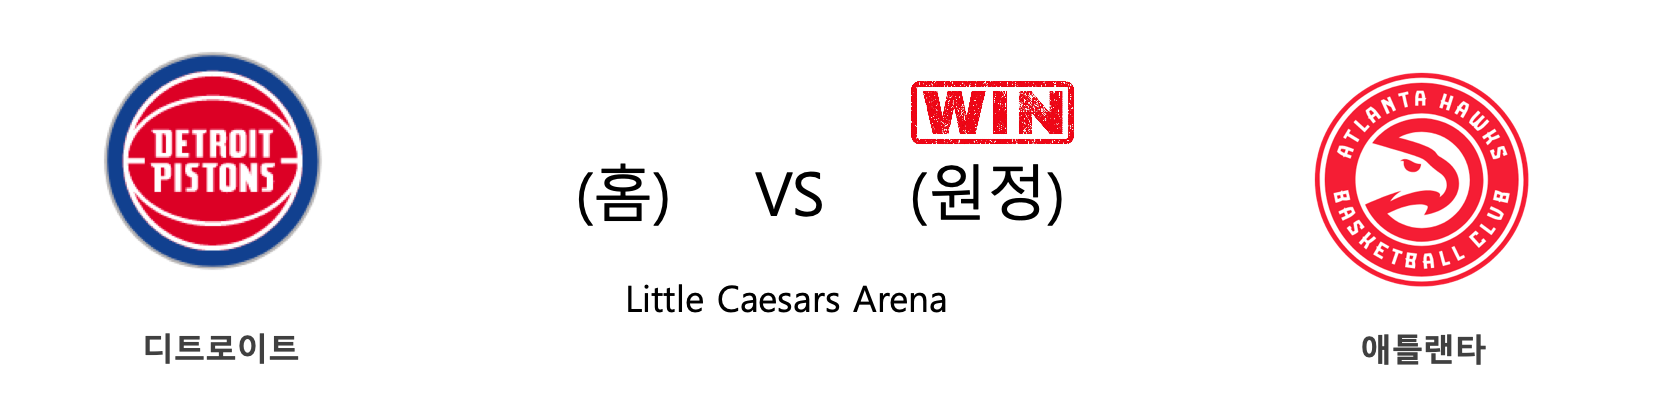 DETROIT
PISTONS
WIN
(홈) VS (원정)
ATLANTA HAWKS
BASKETBALL CLUB
Little Caesars Arena
디트로이트
애틀랜타